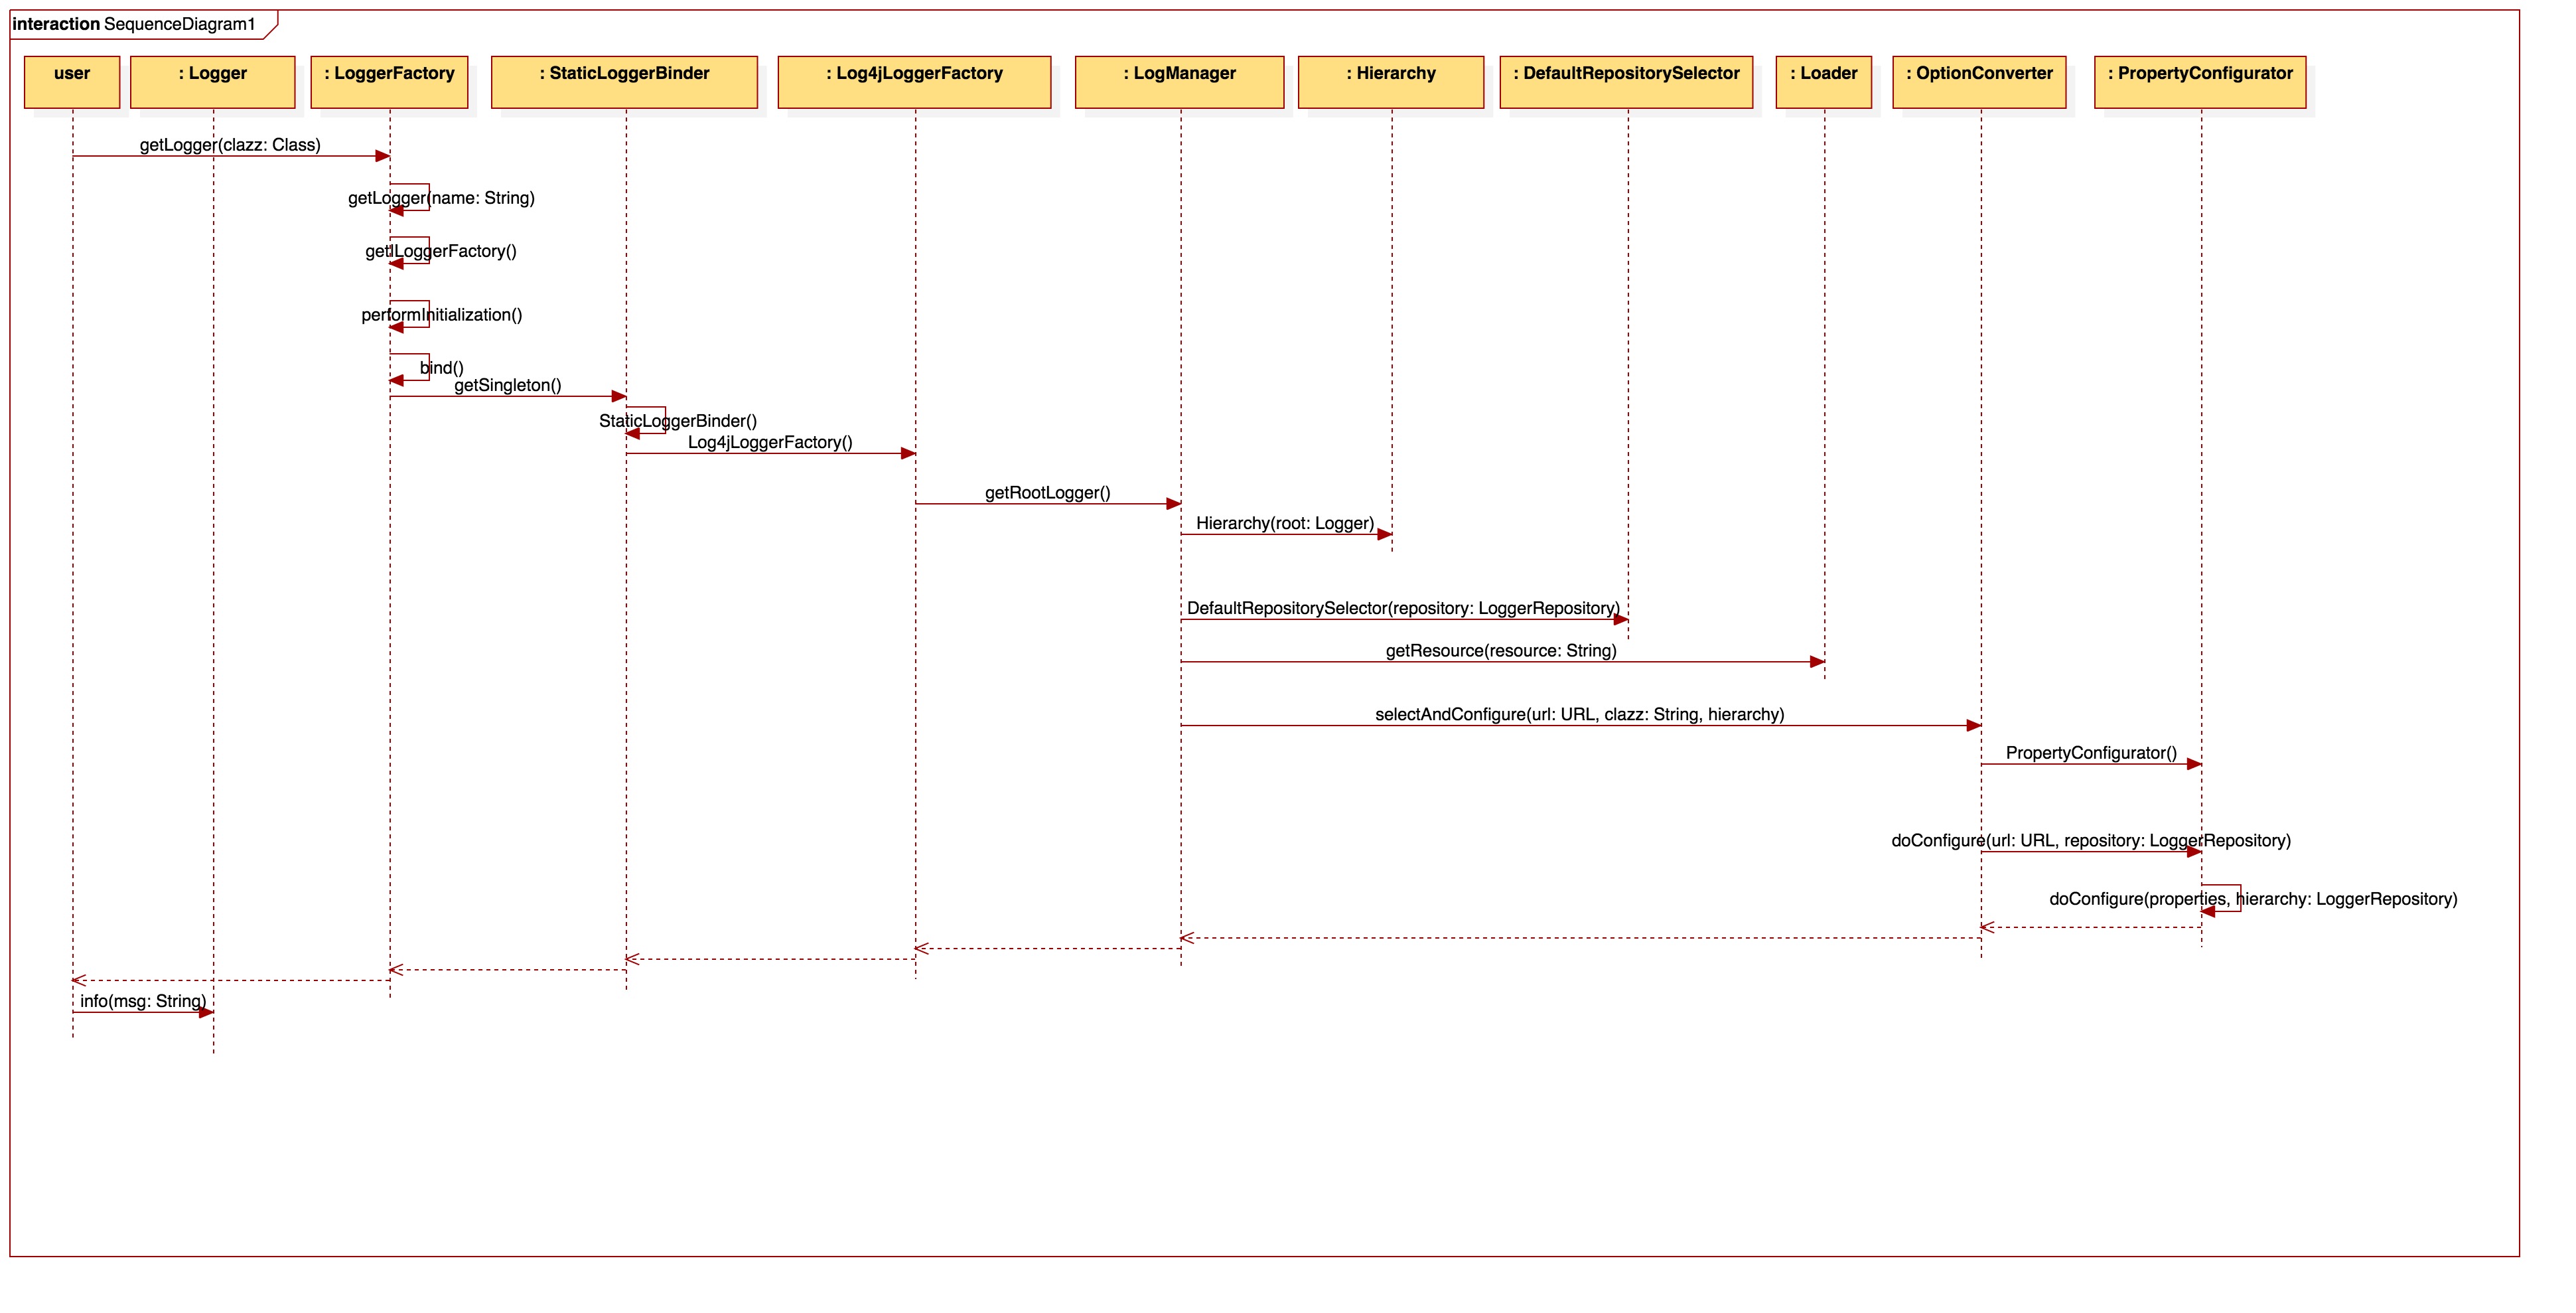 interaction SequenceDiagram1
user
: Logger
: LoggerFactory
: StaticLoggerBinder
: Log4jLoggerFactory
: LogManager
: Hierarchy
: DefaultRepositorySelector
: Loader
: OptionConverter
: PropertyConfigurator
getLogger(clazz: Class)
getLogger(name: String)
getILoggerFactory()
performInitialization()
bind()
getSingleton()
StaticLoggerBinder()
Log4jLoggerFactory()
getRootLogger()
Hierarchy(root: Logger)
DefaultRepositorySelector(repository: LoggerRepository)
getResource(resource: String)
selectAndConfigure(url: URL, clazz: String, hierarchy)
PropertyConfigurator()
doConfigure(url: URL, repository: LoggerRepository)
doConfigure(properties, hierarchy: LoggerRepository)
info(msg: String)